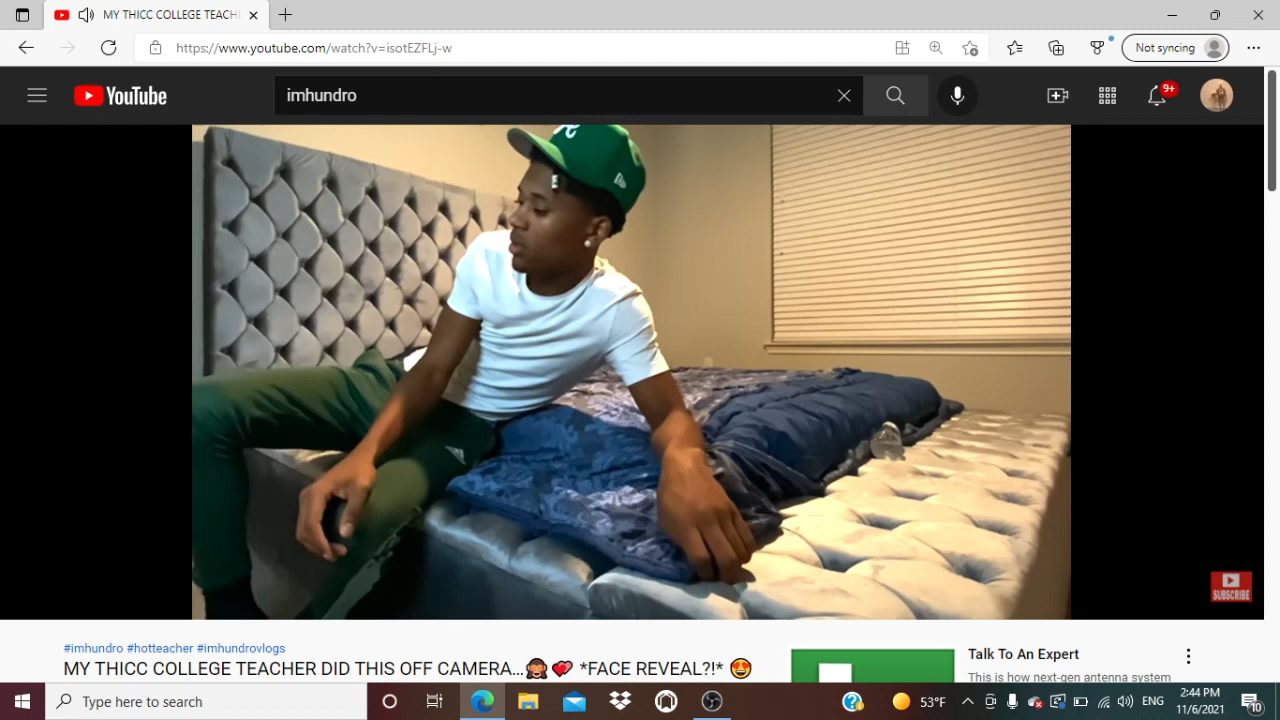 MY THICC COLLEGE TEACHE
https://www.youtube.com/watch?v=isotEZFLj-w
Not syncing
YouTube
imhundro
9+
SUBSCRIBE
#imhundro #hotteacher #imhundrovlogs
MY THICC COLLEGE TEACHER DID THIS OFF CAMERA...🙈💞 *FACE REVEAL?!* 😍
Talk To An Expert
This is how next-gen antenna system
Type here to search
53°F
ENG
2:44 PM
11/6/2021
10